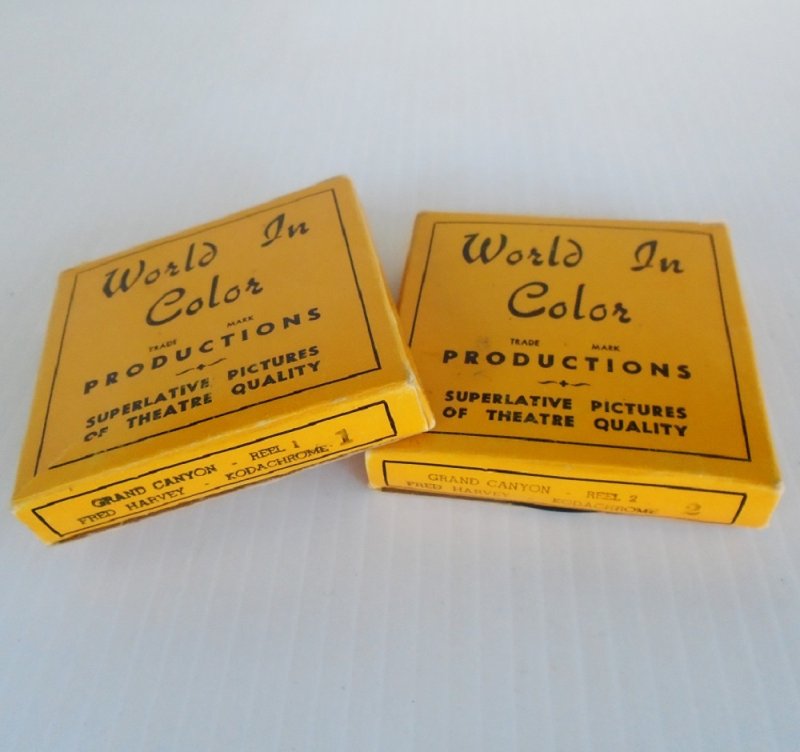 World In
Color
TRADE MARK
PRODUCTIONS
SUPERLATIVE PICTURES
OF THEATRE QUALITY
GRAND CANYON - REEL 1
FRED HARVEY - KODACHROME 1
World In
Color
TRADE MARK
PRODUCTIONS
SUPERLATIVE PICTURES
OF THEATRE QUALITY
GRAND CANYON - REEL 2
FRED HARVEY KODACHROME 2